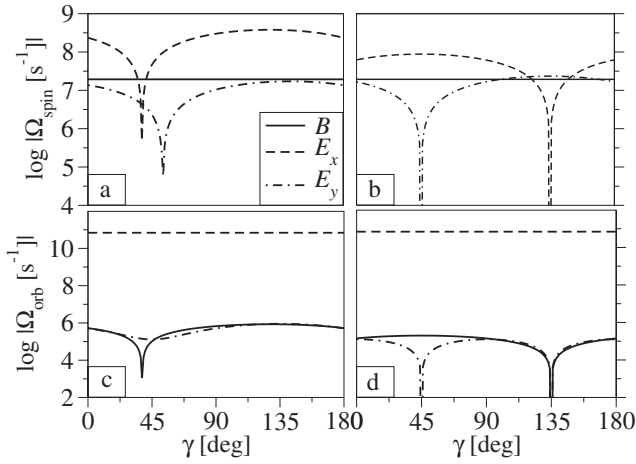 9
8
7
6
5
4
log |Ω_spin [s⁻¹]|
B
E_x
E_y
a
b
10
8
6
4
2
log |Ω_orb [s⁻¹]|
c
d
0 45 90 135 180
0 45 90 135 180
γ [deg]
γ [deg]